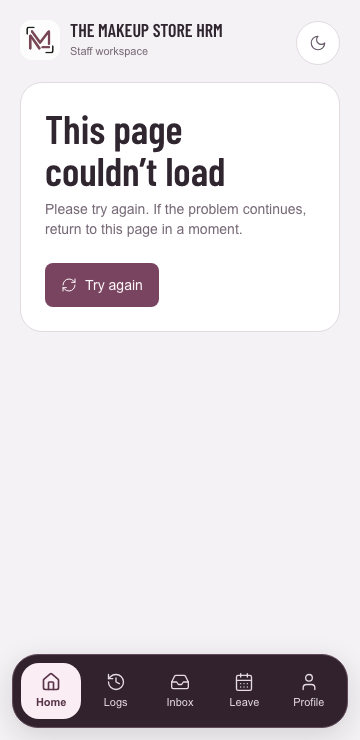 THE MAKEUP STORE HRM
Staff workspace
This page
couldn’t load
Please try again. If the problem continues,
return to this page in a moment.
Try again
Home
Logs
Inbox
Leave
Profile